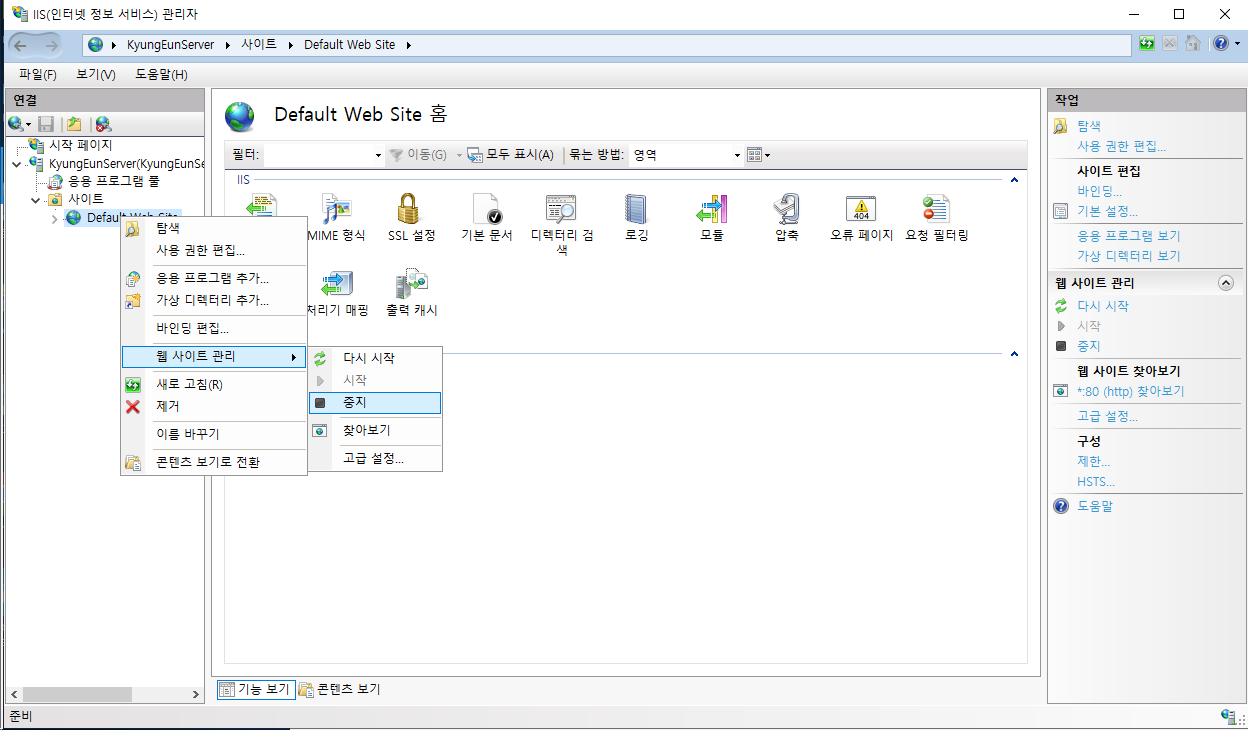 IIS(인터넷 정보 서비스) 관리자
KyungEunServer
사이트
Default Web Site
파일(F) 보기(V) 도움말(H)
연결
시작 페이지
KyungEunServer(KyungEunSe
응용 프로그램 풀
사이트
Default Web Site
탐색
사용 권한 편집...
응용 프로그램 추가...
가상 디렉터리 추가...
바인딩 편집...
웹 사이트 관리
새로 고침(R)
제거
이름 바꾸기
콘텐츠 보기로 전환
다시 시작
시작
중지
찾아보기
고급 설정...
Default Web Site 홈
필터: 이동(G) 모두 표시(A) 묶는 방법: 영역
IIS
MIME 형식 SSL 설정 기본 문서 디렉터리 검색 로깅 모듈 압축 404 오류 페이지 요청 필터링
처리기 매핑 출력 캐시
기능 보기 콘텐츠 보기
작업
탐색
사용 권한 편집...
사이트 편집
바인딩...
기본 설정...
응용 프로그램 보기
가상 디렉터리 보기
웹 사이트 관리
다시 시작
시작
중지
웹 사이트 찾아보기
*:80 (http) 찾아보기
고급 설정...
구성
제한...
HSTS...
도움말
준비